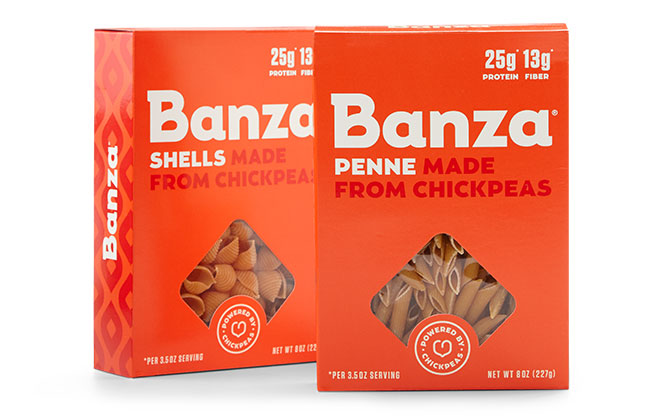 25g* 13g*
PROTEIN FIBER
Banza
SHELLS MADE
FROM CHICKPEAS
POWERED BY
CHICKPEAS
*PER 3.5OZ SERVING
NET WT 8OZ (22
Banza
25g* 13g*
PROTEIN FIBER
Banza®
PENNE MADE
FROM CHICKPEAS
POWERED BY
CHICKPEAS
*PER 3.5OZ SERVING
NET WT 8OZ (227g)